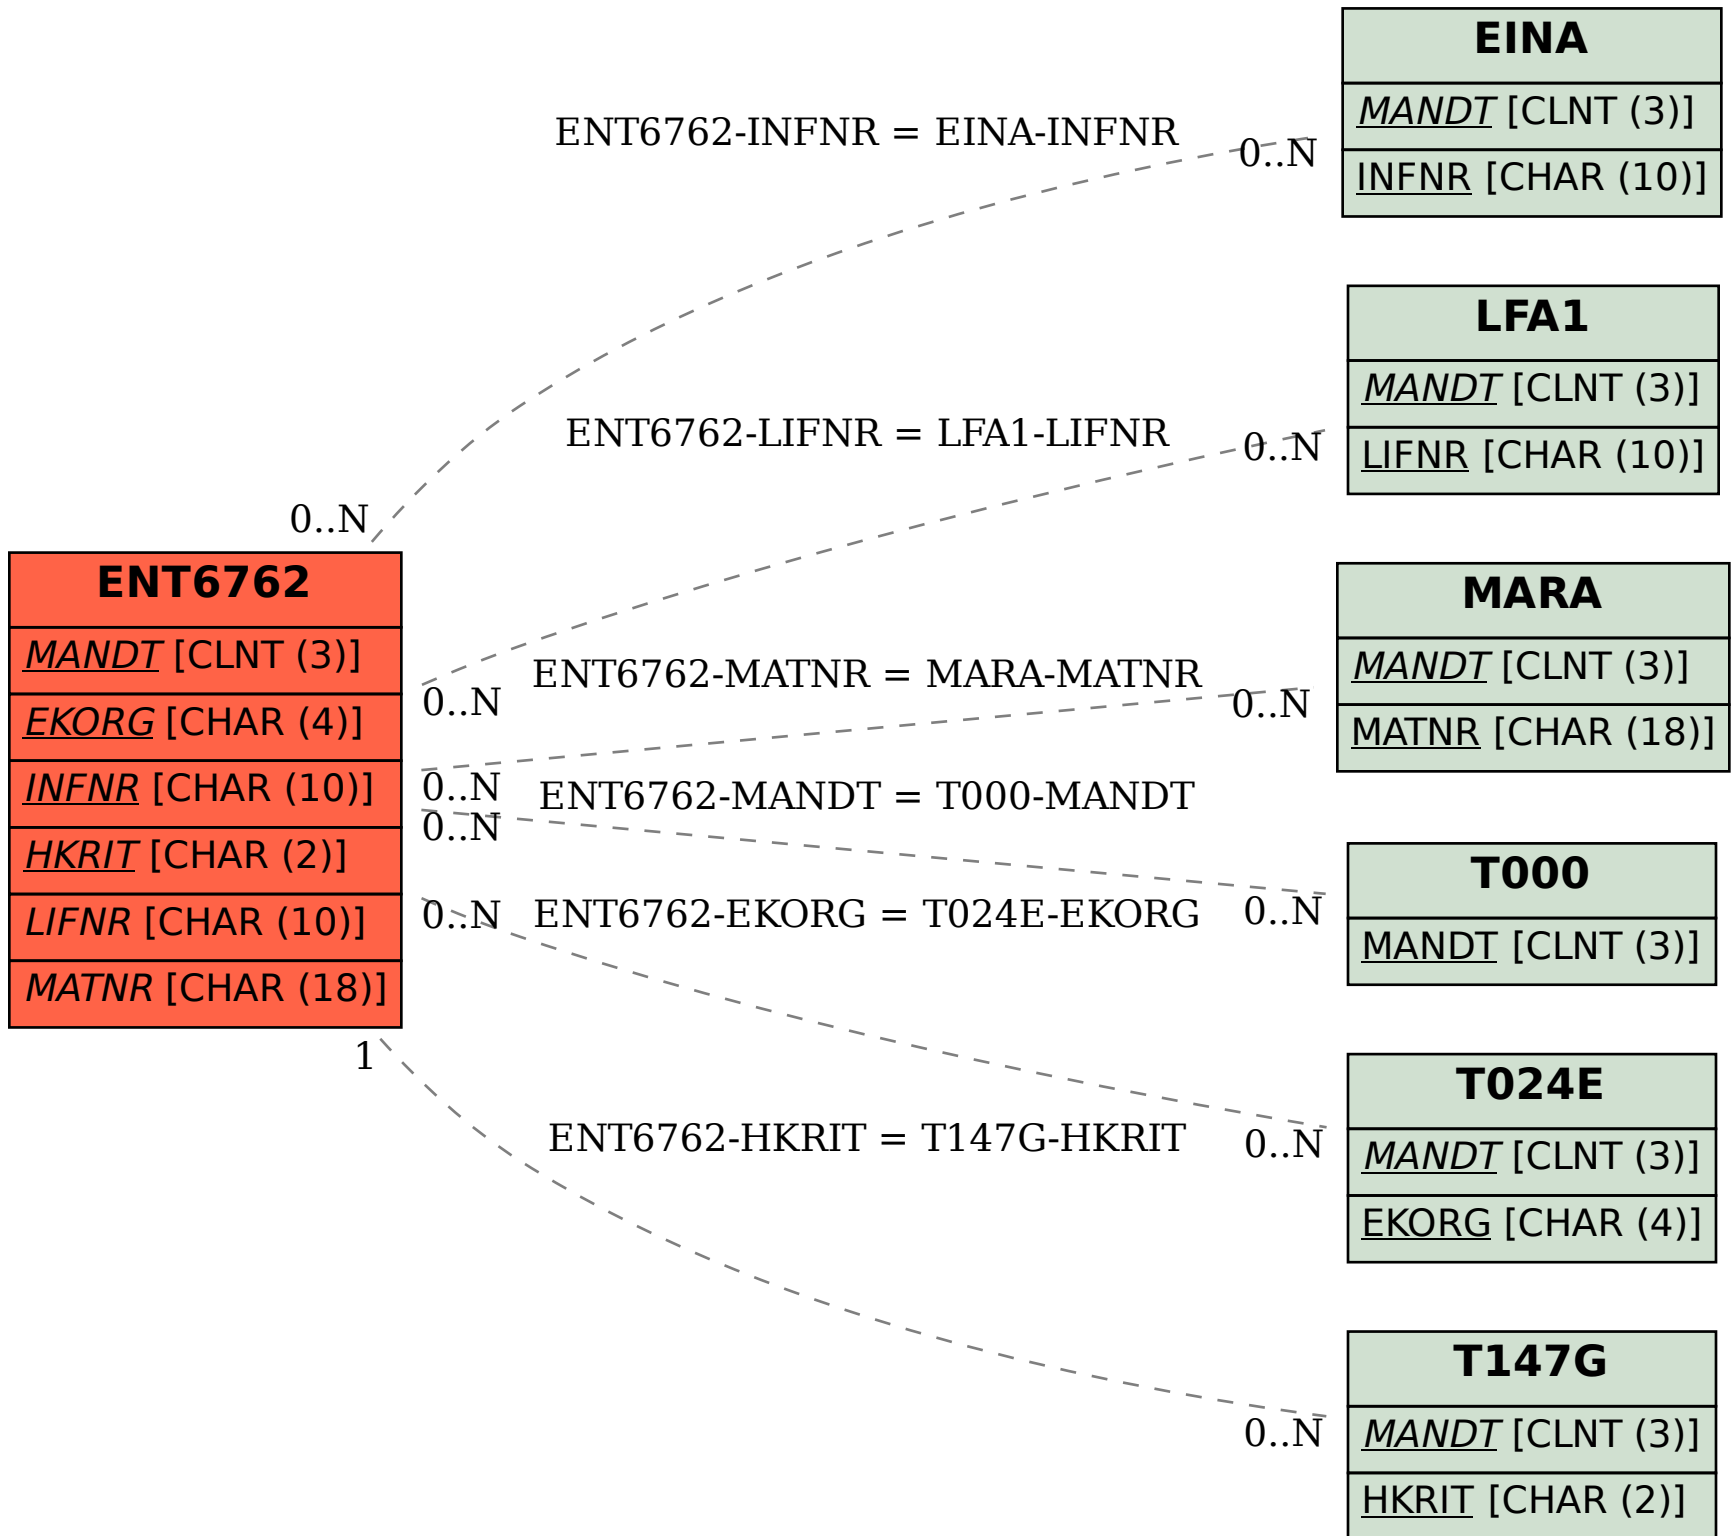 EINA
MANDT [CLNT (3)]
INFNR [CHAR (10)]
ENT6762-INFNR = EINA-INFNR
0..N
LFA1
MANDT [CLNT (3)]
LIFNR [CHAR (10)]
ENT6762-LIFNR = LFA1-LIFNR
0..N
0..N
ENT6762
MANDT [CLNT (3)]
EKORG [CHAR (4)]
INFNR [CHAR (10)]
HKRIT [CHAR (2)]
LIFNR [CHAR (10)]
MATNR [CHAR (18)]
0..N
ENT6762-MATNR = MARA-MATNR
0..N
MARA
MANDT [CLNT (3)]
MATNR [CHAR (18)]
0..N
ENT6762-MANDT = T000-MANDT
0..N
T000
MANDT [CLNT (3)]
0..N
ENT6762-EKORG = T024E-EKORG
0..N
T024E
MANDT [CLNT (3)]
EKORG [CHAR (4)]
1
ENT6762-HKRIT = T147G-HKRIT
0..N
T147G
MANDT [CLNT (3)]
HKRIT [CHAR (2)]
0..N